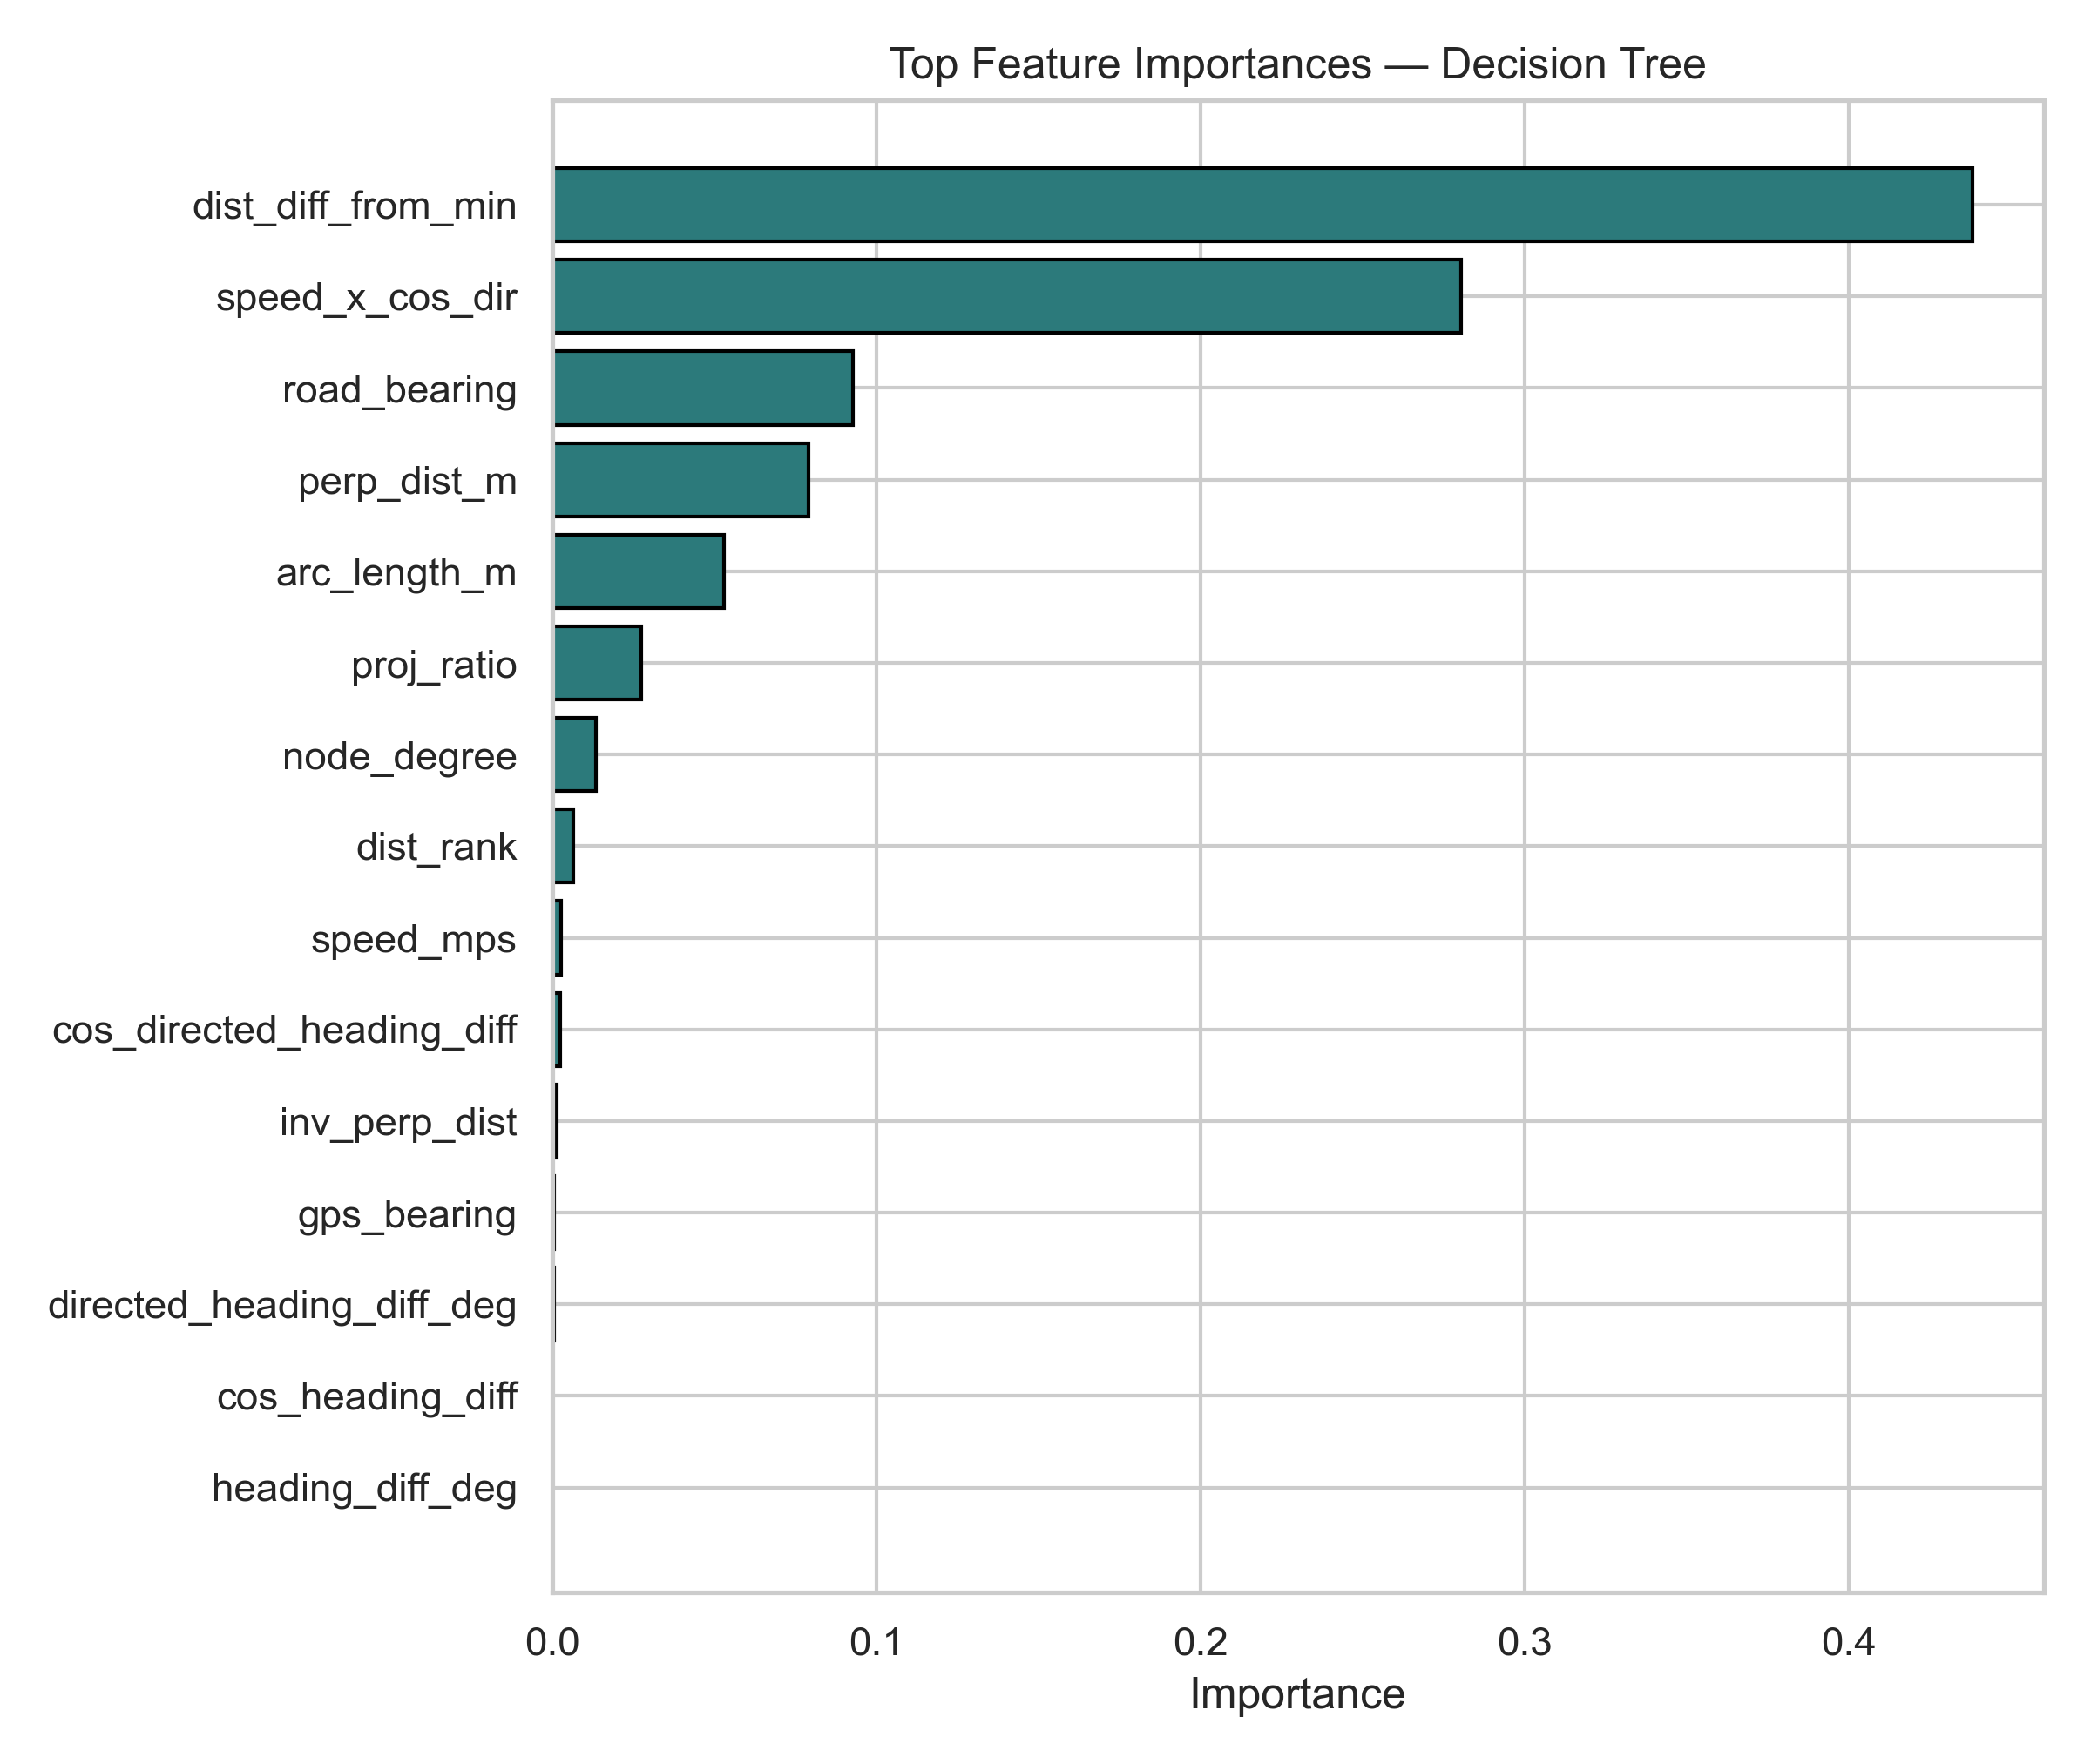 Top Feature Importances — Decision Tree
dist_diff_from_min
speed_x_cos_dir
road_bearing
perp_dist_m
arc_length_m
proj_ratio
node_degree
dist_rank
speed_mps
cos_directed_heading_diff
inv_perp_dist
gps_bearing
directed_heading_diff_deg
cos_heading_diff
heading_diff_deg
0.0 0.1 0.2 0.3 0.4
Importance